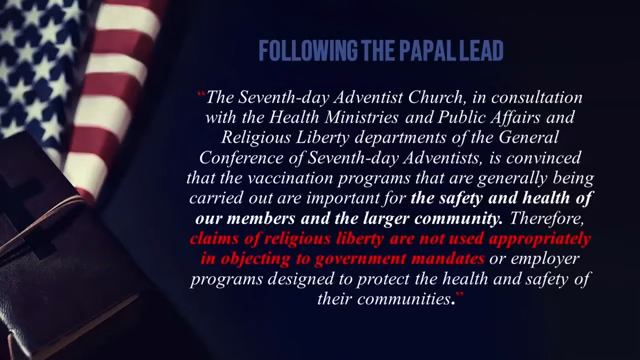 FOLLOWING THE PAPAL LEAD
“The Seventh-day Adventist Church, in consultation
with the Health Ministries and Public Affairs and
Religious Liberty departments of the General
Conference of Seventh-day Adventists, is convinced
that the vaccination programs that are generally being
carried out are important for the safety and health of
our members and the larger community. Therefore,
claims of religious liberty are not used appropriately
in objecting to government mandates or employer
programs designed to protect the health and safety of
their communities.”